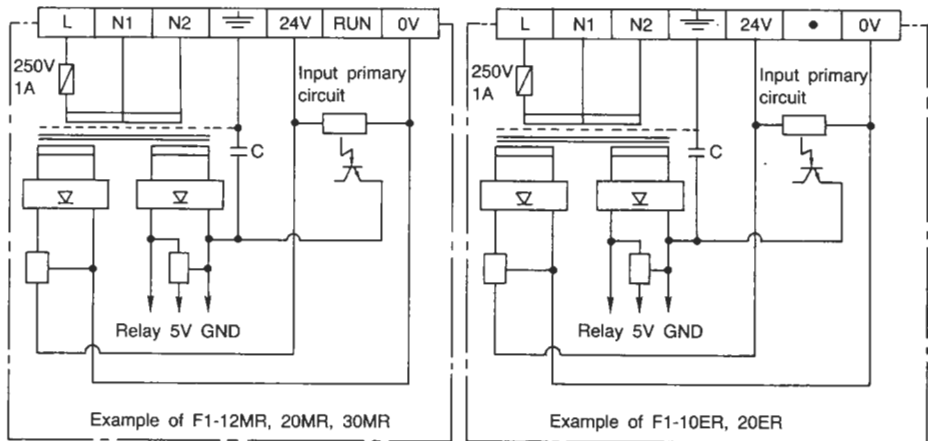 L N1 N2 24V RUN 0V
250V
1A
Input primary
circuit
C
Relay 5V GND
Example of F1-12MR, 20MR, 30MR
L N1 N2 24V • 0V
250V
1A
Input primary
circuit
C
Relay 5V GND
Example of F1-10ER, 20ER